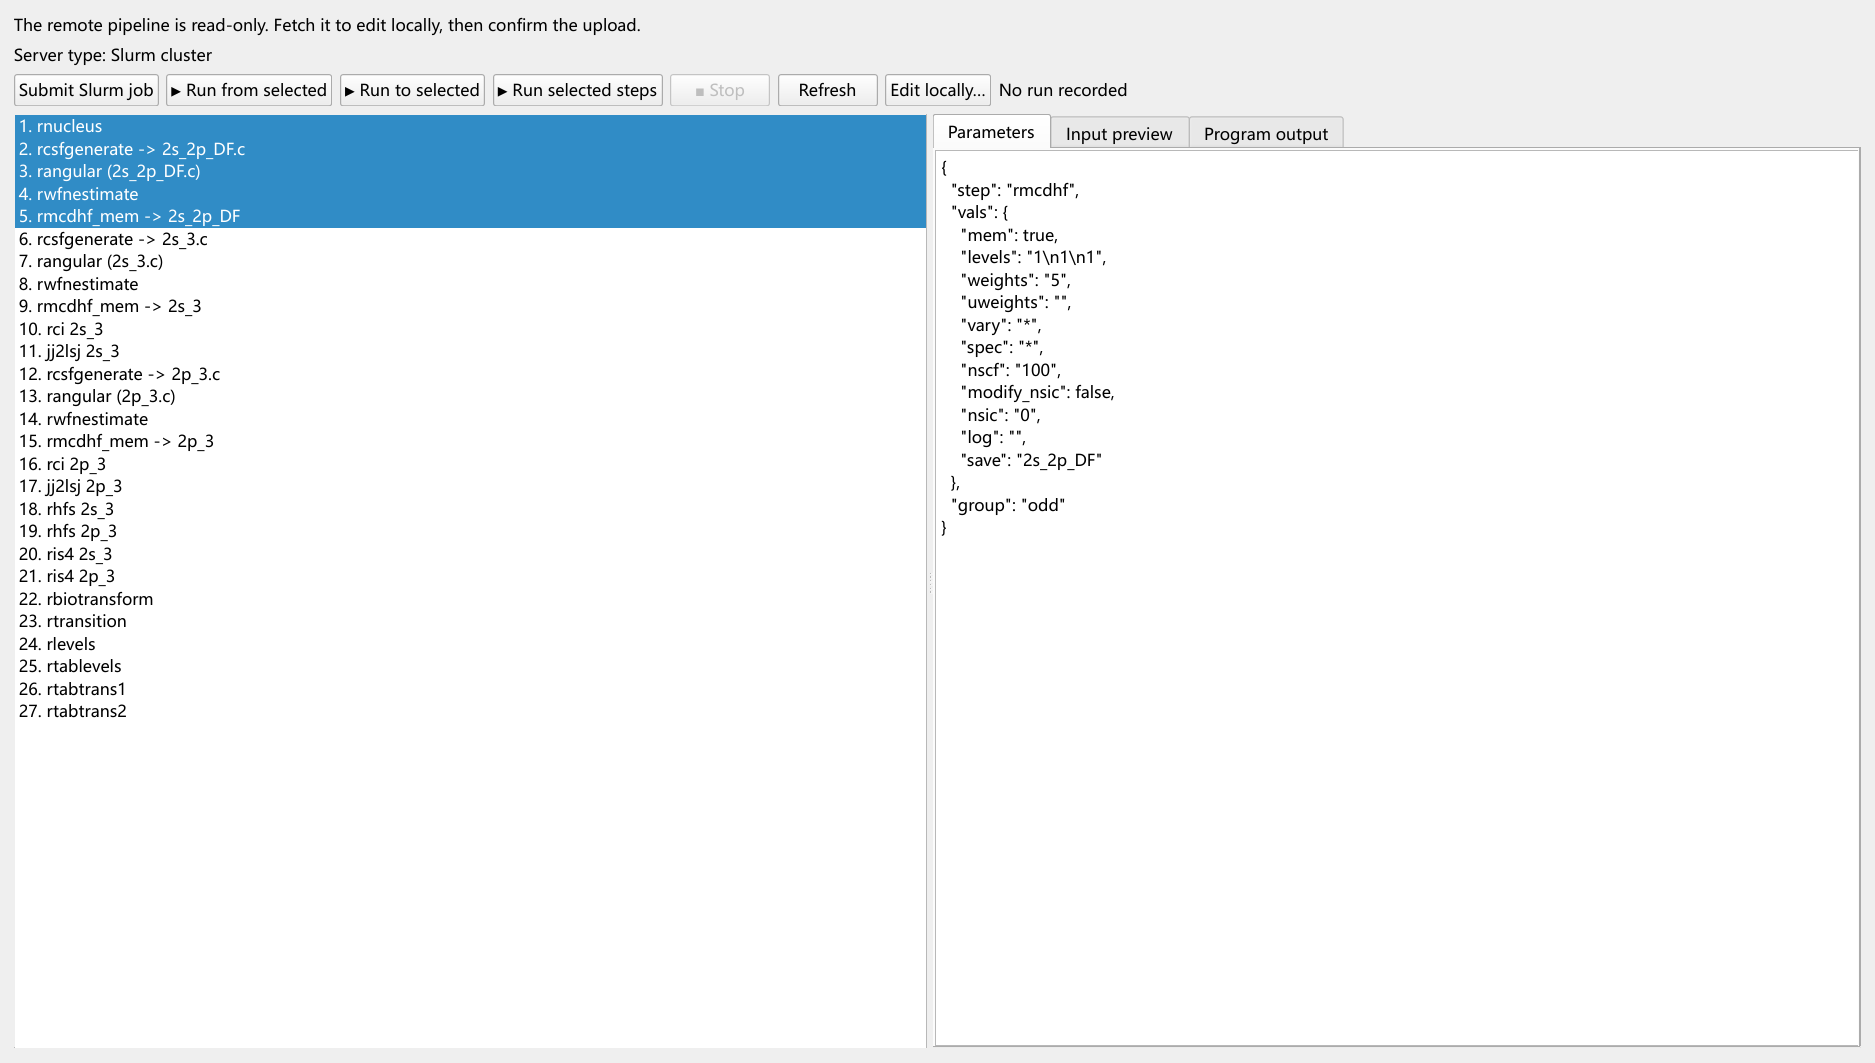 The remote pipeline is read-only. Fetch it to edit locally, then confirm the upload.
Server type: Slurm cluster
Submit Slurm job ▶ Run from selected ▶ Run to selected ▶ Run selected steps ■ Stop Refresh Edit locally... No run recorded
1. rnucleus
2. rcsfgenerate -> 2s_2p_DF.c
3. rangular (2s_2p_DF.c)
4. rwfnestimate
5. rmcdhf_mem -> 2s_2p_DF
6. rcsfgenerate -> 2s_3.c
7. rangular (2s_3.c)
8. rwfnestimate
9. rmcdhf_mem -> 2s_3
10. rci 2s_3
11. jj2lsj 2s_3
12. rcsfgenerate -> 2p_3.c
13. rangular (2p_3.c)
14. rwfnestimate
15. rmcdhf_mem -> 2p_3
16. rci 2p_3
17. jj2lsj 2p_3
18. rhfs 2s_3
19. rhfs 2p_3
20. ris4 2s_3
21. ris4 2p_3
22. rbiotransform
23. rtransition
24. rlevels
25. rtablevels
26. rtabtrans1
27. rtabtrans2
Parameters Input preview Program output
{
"step": "rmcdhf",
"vals": {
"mem": true,
"levels": "1\n1\n1",
"weights": "5",
"uweights": "",
"vary": "*",
"spec": "*",
"nscf": "100",
"modify_nsic": false,
"nsic": "0",
"log": "",
"save": "2s_2p_DF"
},
"group": "odd"
}